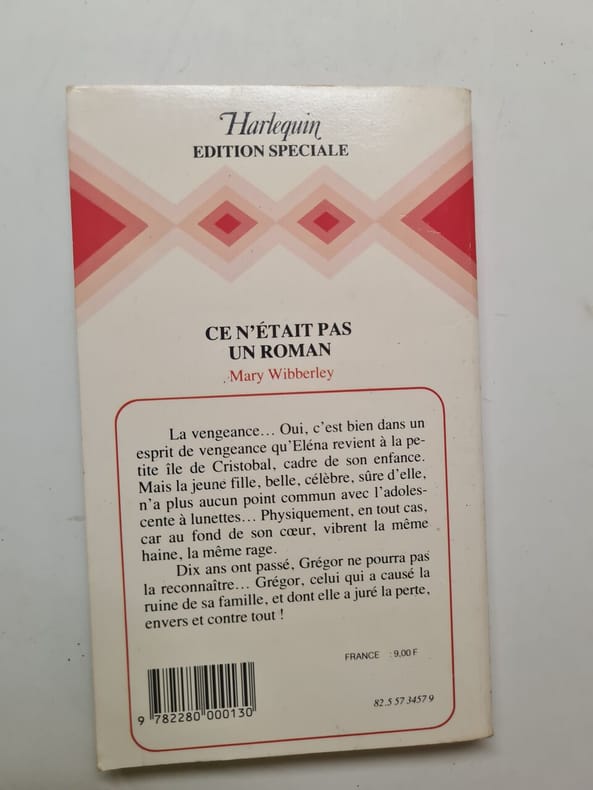 Harlequin
EDITION SPECIALE
CE N'ÉTAIT PAS
UN ROMAN
Mary Wibberley
La vengeance... Oui, c'est bien dans un
esprit de vengeance qu'Eléna revient à la pe-
tite île de Cristobal, cadre de son enfance.
Mais la jeune fille, belle, célèbre, sûre d'elle,
n'a plus aucun point commun avec l'adoles-
cente à lunettes... Physiquement, en tout cas,
car au fond de son cœur, vibrent la même
haine, la même rage.
Dix ans ont passé, Grégor ne pourra pas
la reconnaître... Grégor, celui qui a causé la
ruine de sa famille, et dont elle a juré la perte,
envers et contre tout !
FRANCE : 9,00 F
9 782280 000130
82.5 57 3457 9